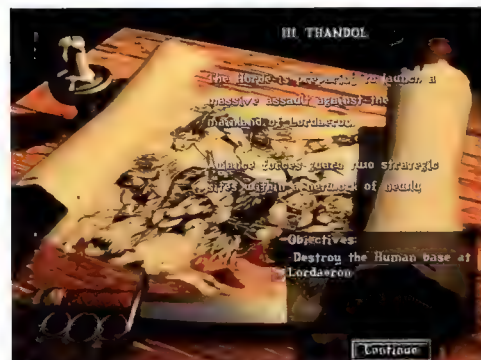 III. THANDOL
The Horde is preparing to launch a
massive assault against the
mainland of Lordaeron.
Alliance forces guard two strategic
sites within a network of nearly
Objectives:
Destroy the Human base at
Lordaeron
Continue